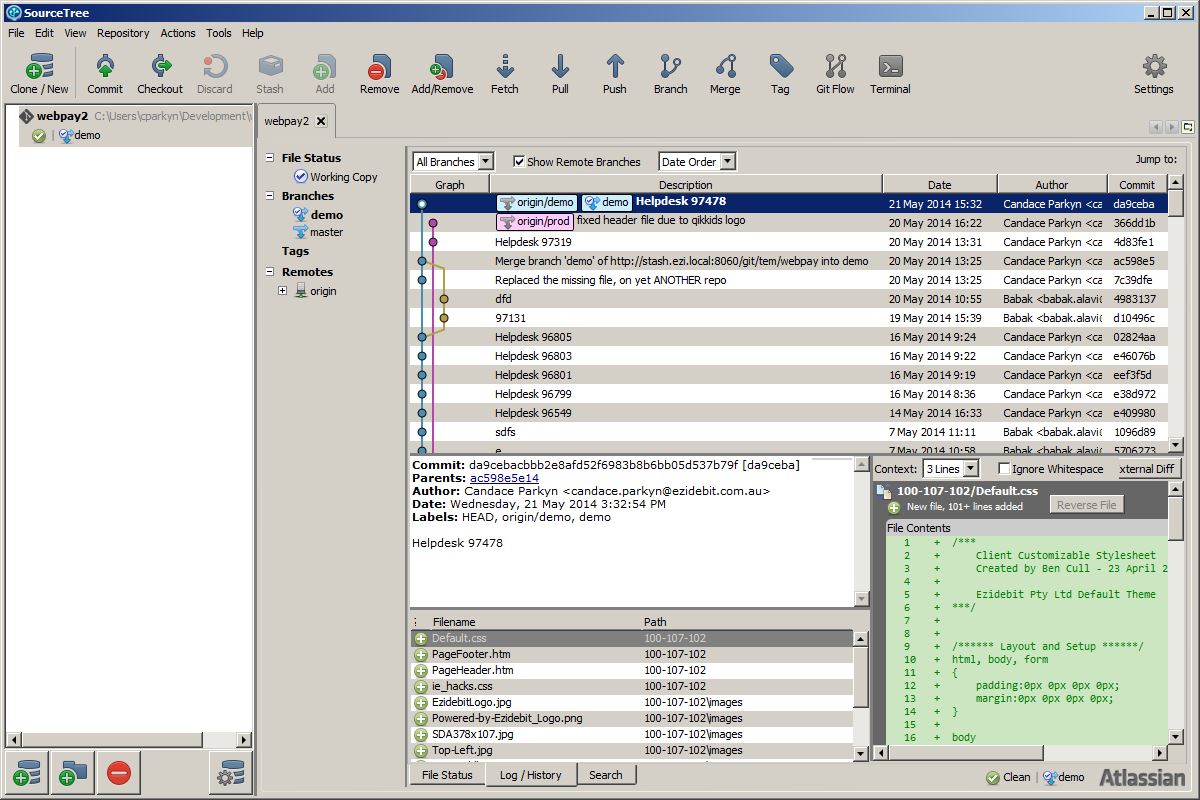 SourceTree
File Edit View Repository Actions Tools Help
Clone / New Commit Checkout Discard Stash Add Remove Add/Remove Fetch Pull Push Branch Merge Tag Git Flow Terminal Settings
webpay2 C:\Users\cparkyn\Development\
demo
webpay2
File Status
Working Copy
Branches
demo
master
Tags
Remotes
origin
All Branches Show Remote Branches Date Order Jump to:
Graph Description Date Author Commit
origin/demo demo Helpdesk 97478 21 May 2014 15:32 Candace Parkyn <ca da9ceba
origin/prod fixed header file due to qikkids logo 20 May 2014 16:22 Candace Parkyn <ca 366dd1b
Helpdesk 97319 20 May 2014 13:31 Candace Parkyn <ca 4d83fe1
Merge branch 'demo' of http://stash.ezi.local:8060/git/tem/webpay into demo 20 May 2014 13:25 Candace Parkyn <ca ac598e5
Replaced the missing file, on yet ANOTHER repo 20 May 2014 13:25 Candace Parkyn <ca 7c39dfe
dfd 20 May 2014 10:55 Babak <babak.alavi 4983137
97131 19 May 2014 15:39 Babak <babak.alavi d10496c
Helpdesk 96805 16 May 2014 9:24 Candace Parkyn <ca 02824aa
Helpdesk 96803 16 May 2014 9:22 Candace Parkyn <ca e46076b
Helpdesk 96801 16 May 2014 9:19 Candace Parkyn <ca eef3f5d
Helpdesk 96799 16 May 2014 8:36 Candace Parkyn <ca e38d972
Helpdesk 96549 14 May 2014 16:33 Candace Parkyn <ca e409980
sdfs 7 May 2014 11:11 Babak <babak.alavi 1096d89
e 7 May 2014 10:58 Babak <babak.alavi 5706273
Commit: da9cebacbbb2e8afd52f6983b8b6bb05d537b79f [da9ceba]
Parents: ac598e5e14
Author: Candace Parkyn <candace.parkyn@ezidebit.com.au>
Date: Wednesday, 21 May 2014 3:32:54 PM
Labels: HEAD, origin/demo, demo
Helpdesk 97478
Filename Path
Default.css 100-107-102
PageFooter.htm 100-107-102
PageHeader.htm 100-107-102
ie_hacks.css 100-107-102
EzidebitLogo.jpg 100-107-102\images
Powered-by-Ezidebit_Logo.png 100-107-102\images
SDA378x107.jpg 100-107-102\images
Top-Left.jpg 100-107-102\images
File Status Log / History Search
Context: 3 Lines Ignore Whitespace xternal Diff
100-107-102/Default.css
New file, 101+ lines added Reverse File
File Contents
1 + /***
2 + Client Customizable Stylesheet
3 + Created by Ben Cull - 23 April 2
4 +
5 + Ezidebit Pty Ltd Default Theme
6 + ***/
7 +
8 +
9 + /****** Layout and Setup ******/
10 + html, body, form
11 + {
12 + padding:0px 0px 0px 0px;
13 + margin:0px 0px 0px 0px;
14 + }
15 +
16 + body
Clean demo Atlassian